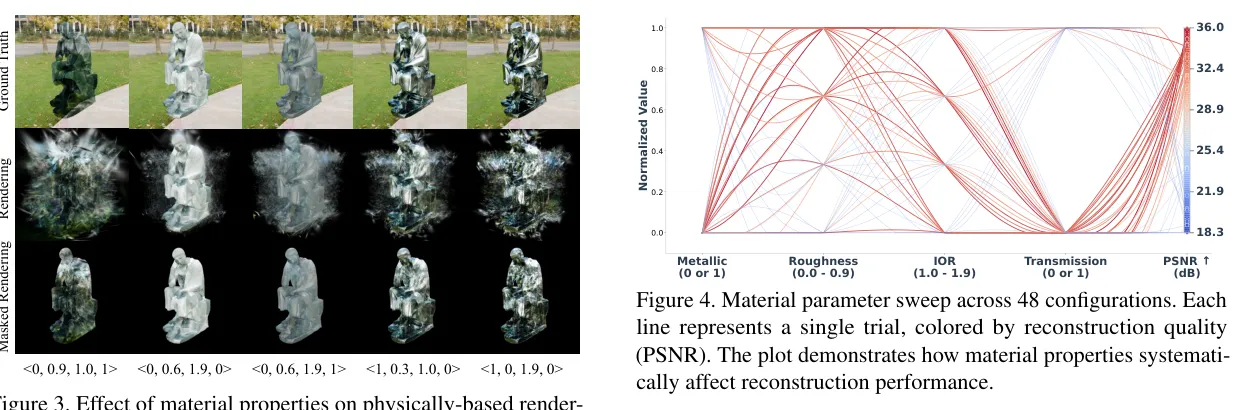 Ground Truth
Rendering
Masked Rendering
<0, 0.9, 1.0, 1> <0, 0.6, 1.9, 0> <0, 0.6, 1.9, 1> <1, 0.3, 1.0, 0> <1, 0, 1.9, 0>
Figure 3. Effect of material properties on physically-based render-
Normalized Value
1.0
0.8
0.6
0.4
0.2
0.0
36.0
32.4
28.9
25.4
21.9
18.3
Metallic
(0 or 1)
Roughness
(0.0 - 0.9)
IOR
(1.0 - 1.9)
Transmission
(0 or 1)
PSNR ↑
(dB)
Figure 4. Material parameter sweep across 48 configurations. Each
line represents a single trial, colored by reconstruction quality
(PSNR). The plot demonstrates how material properties systemati-
cally affect reconstruction performance.